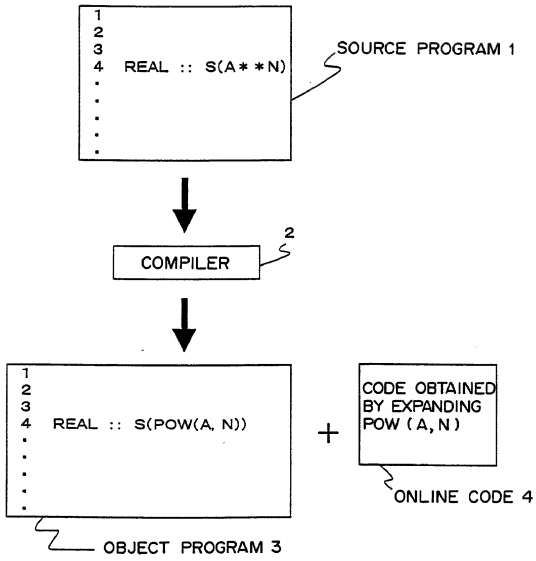 1
2
3
4 REAL :: S(A**N)
.
.
.
.
SOURCE PROGRAM 1
COMPILER
2
1
2
3
4 REAL :: S(POW(A, N))
.
.
.
.
.
+
CODE OBTAINED
BY EXPANDING
POW (A, N)
ONLINE CODE 4
OBJECT PROGRAM 3